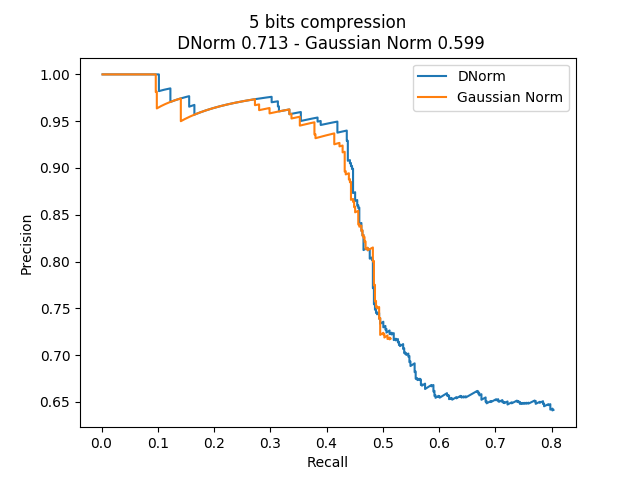 5 bits compression
DNorm 0.713 - Gaussian Norm 0.599
DNorm
Gaussian Norm
Precision
1.00
0.95
0.90
0.85
0.80
0.75
0.70
0.65
0.0 0.1 0.2 0.3 0.4 0.5 0.6 0.7 0.8
Recall